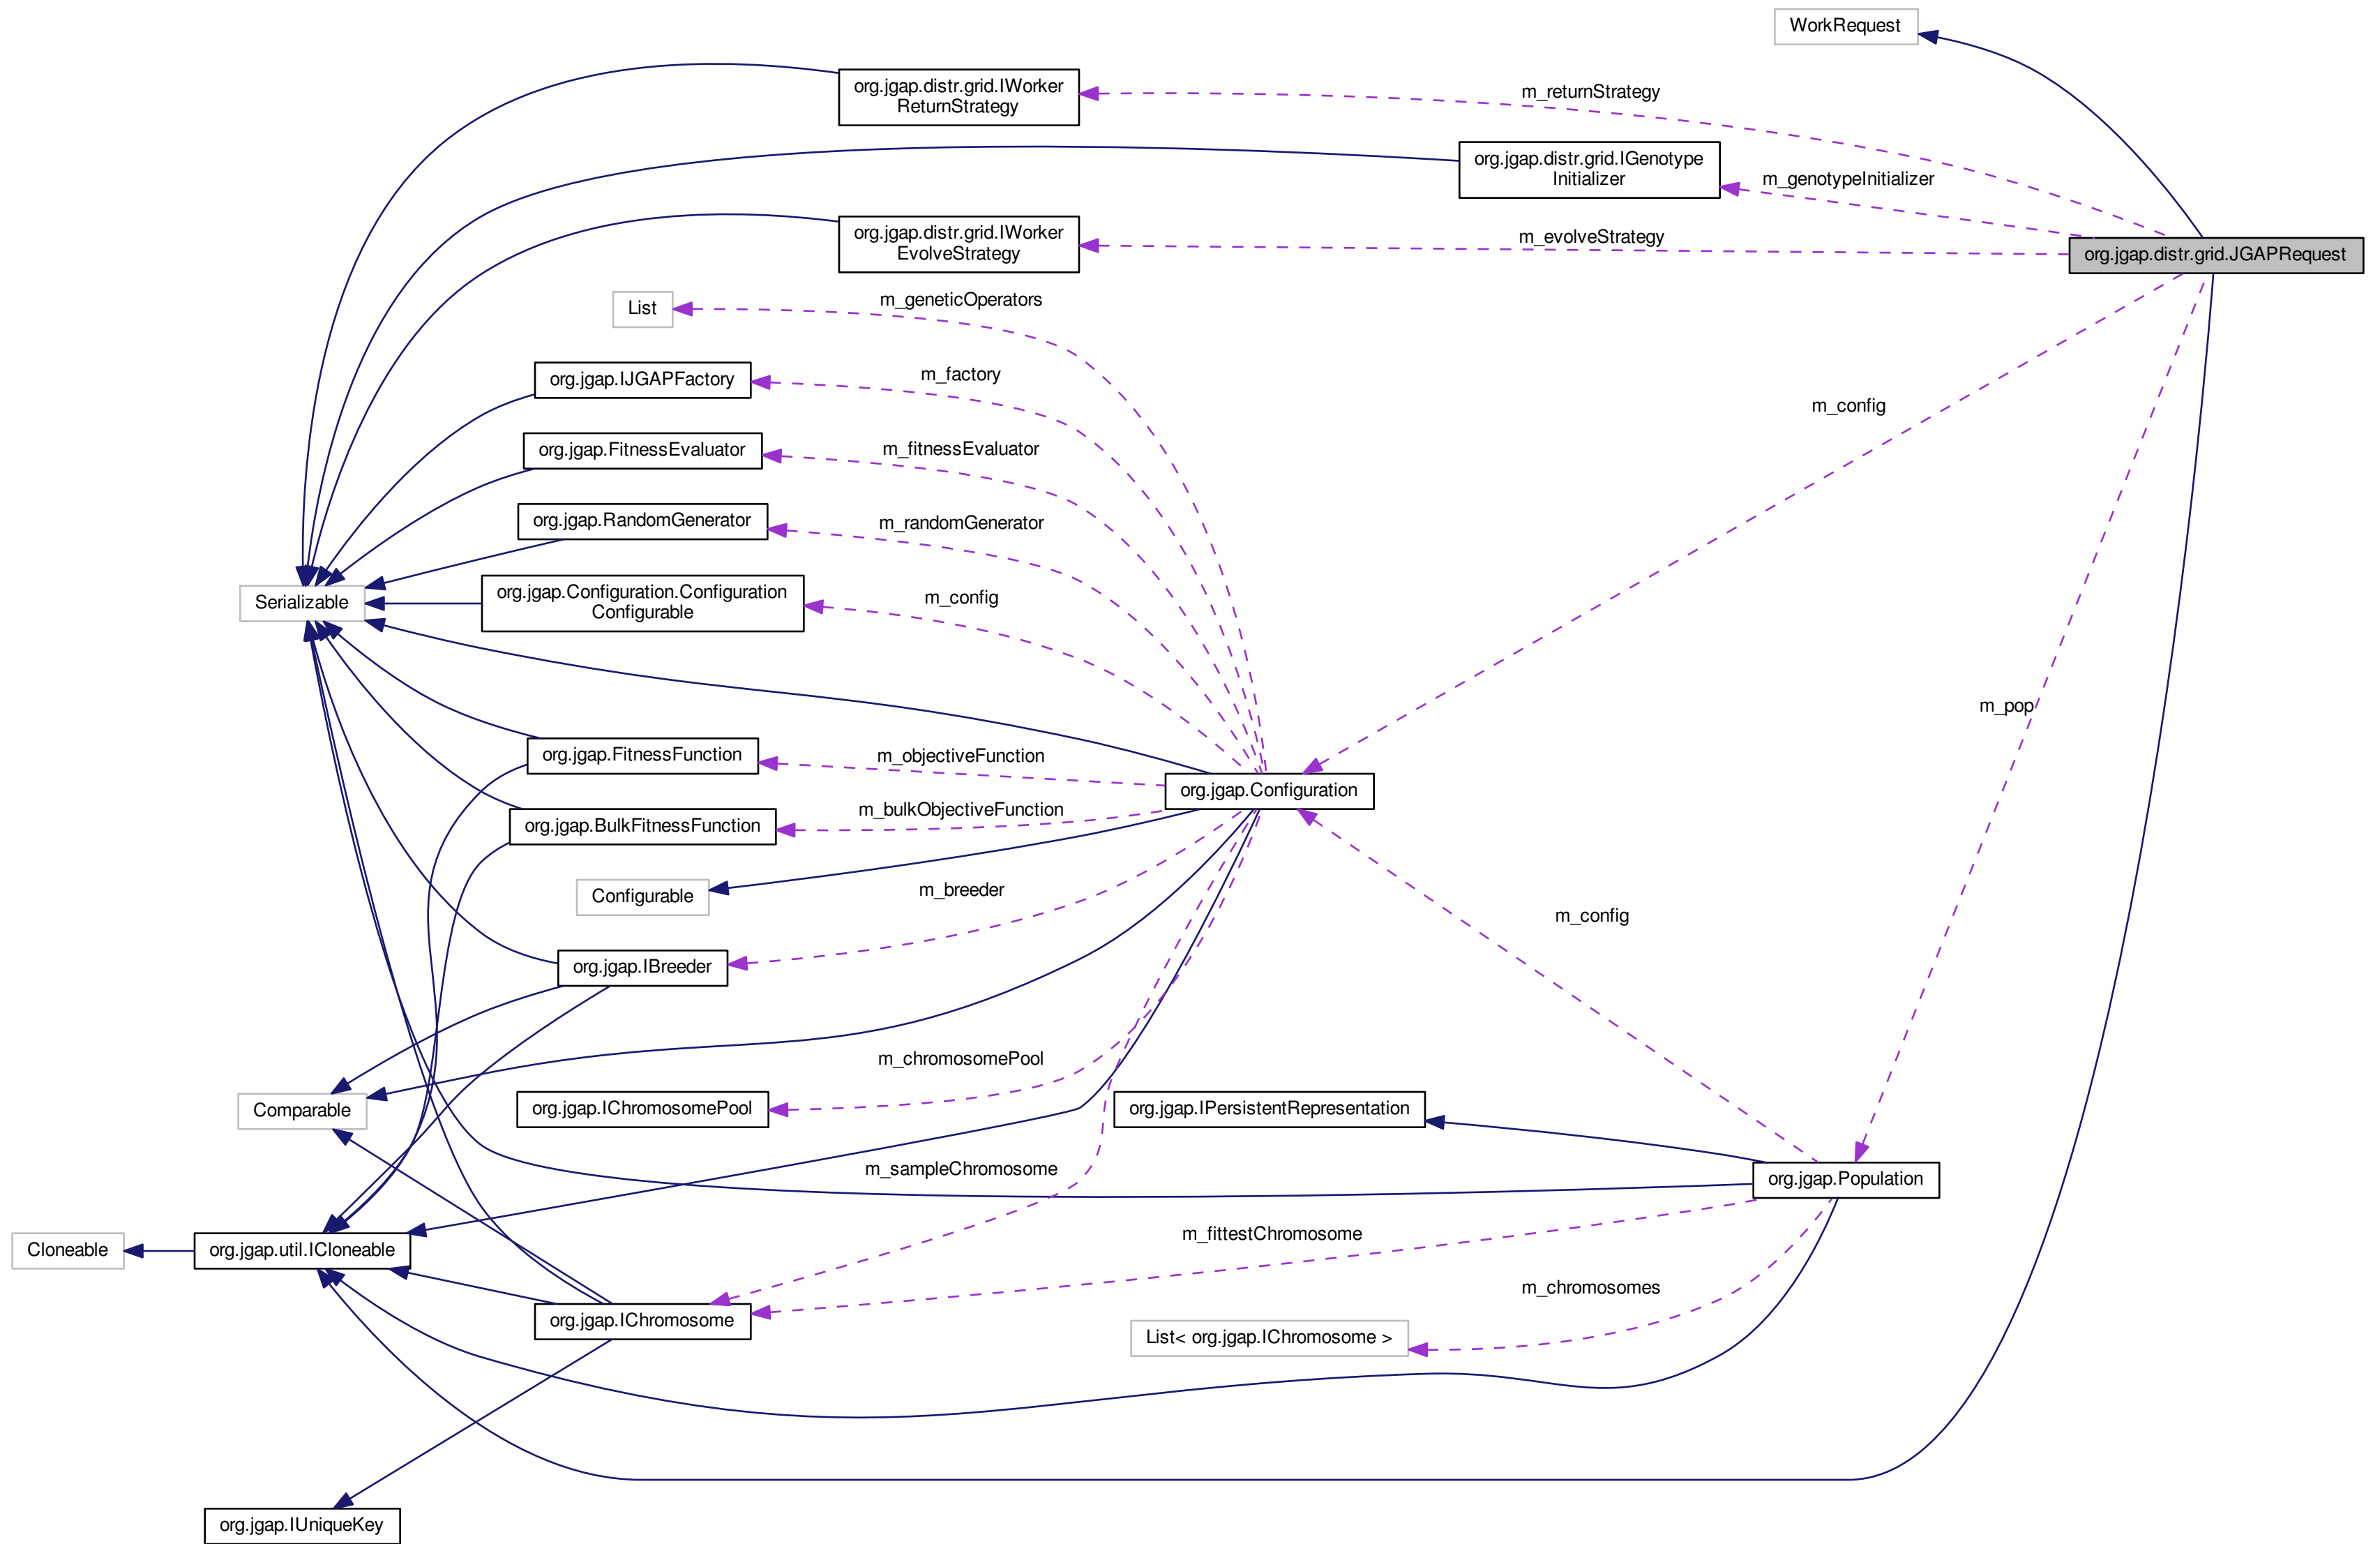 WorkRequest
org.jgap.distr.grid.IWorker
ReturnStrategy
m_returnStrategy
org.jgap.distr.grid.IGenotype
Initializer
m_genotypeInitializer
org.jgap.distr.grid.IWorker
EvolveStrategy
m_evolveStrategy
org.jgap.distr.grid.JGAPRequest
List
m_geneticOperators
org.jgap.IJGAPFactory
m_factory
m_config
org.jgap.FitnessEvaluator
m_fitnessEvaluator
org.jgap.RandomGenerator
m_randomGenerator
Serializable
org.jgap.Configuration.Configuration
Configurable
m_config
m_pop
org.jgap.FitnessFunction
m_objectiveFunction
org.jgap.Configuration
org.jgap.BulkFitnessFunction
m_bulkObjectiveFunction
Configurable
m_breeder
m_config
org.jgap.IBreeder
m_chromosomePool
Comparable
org.jgap.IChromosomePool
org.jgap.IPersistentRepresentation
m_sampleChromosome
org.jgap.Population
m_fittestChromosome
Cloneable
org.jgap.util.ICloneable
m_chromosomes
org.jgap.IChromosome
List< org.jgap.IChromosome >
org.jgap.IUniqueKey